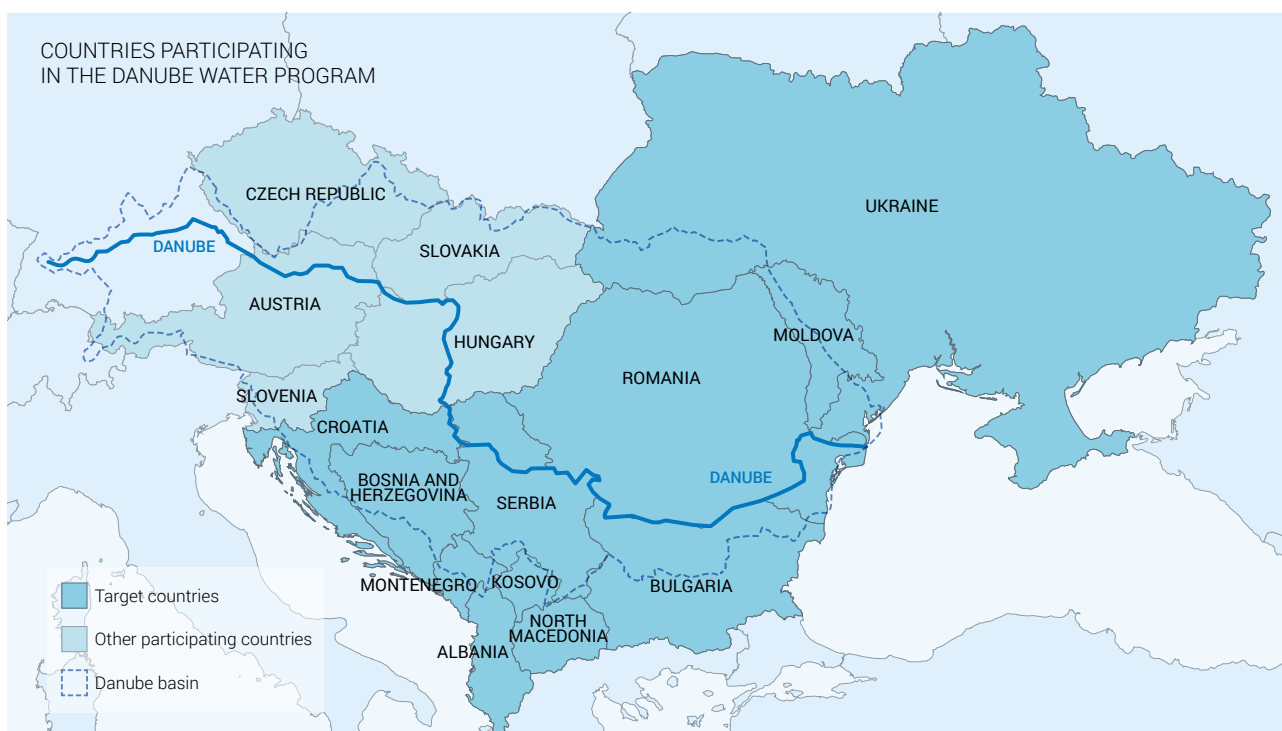 COUNTRIES PARTICIPATING
IN THE DANUBE WATER PROGRAM
CZECH REPUBLIC
UKRAINE
DANUBE
SLOVAKIA
AUSTRIA
HUNGARY
MOLDOVA
ROMANIA
SLOVENIA
CROATIA
BOSNIA AND
HERZEGOVINA
DANUBE
SERBIA
MONTENEGRO
KOSOVO
BULGARIA
NORTH
MACEDONIA
ALBANIA
Target countries
Other participating countries
Danube basin